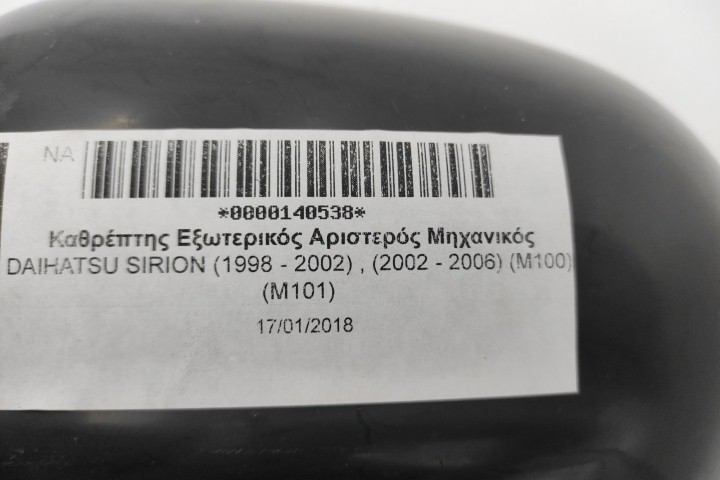 NA
*0000140538*
Καθρέπτης Εξωτερικός Αριστερός Μηχανικός
DAIHATSU SIRION (1998 - 2002) , (2002 - 2006) (M100)
(M101)
17/01/2018